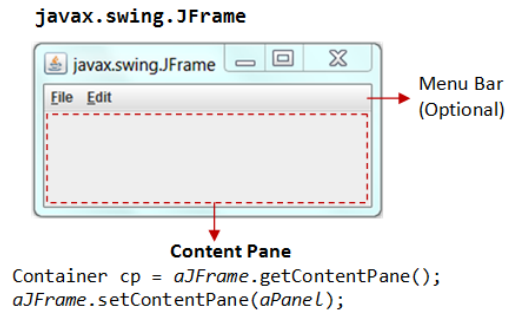 javax.swing.JFrame
javax.swing.JFrame
File Edit
Menu Bar
(Optional)
Content Pane
Container cp = aJFrame.getContentPane();
aJFrame.setContentPane(aPanel);